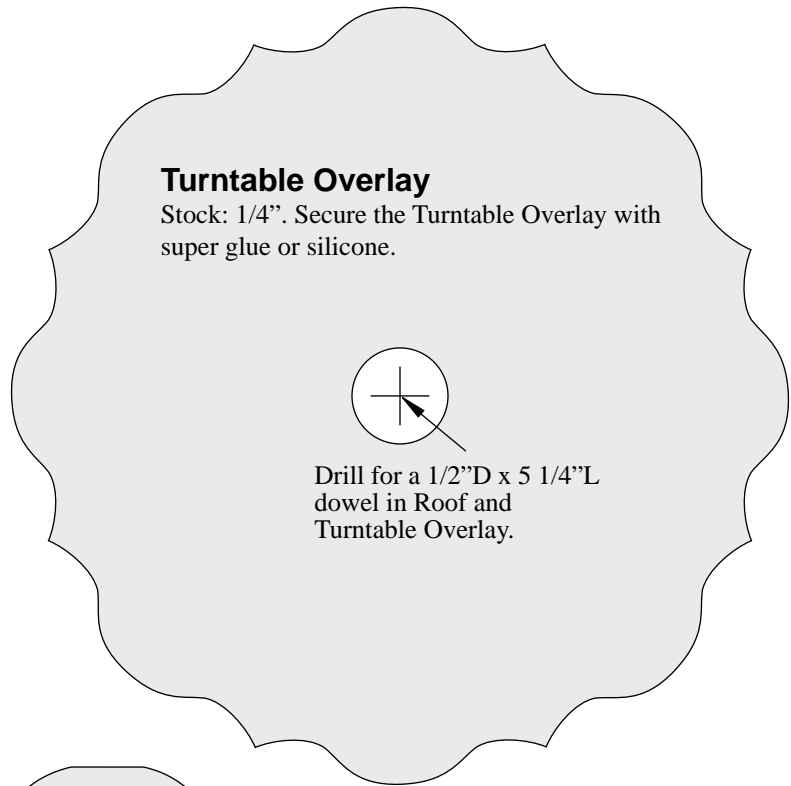 Turntable Overlay
Stock: 1/4”. Secure the Turntable Overlay with
super glue or silicone.
Drill for a 1/2”D x 5 1/4”L
dowel in Roof and
Turntable Overlay.